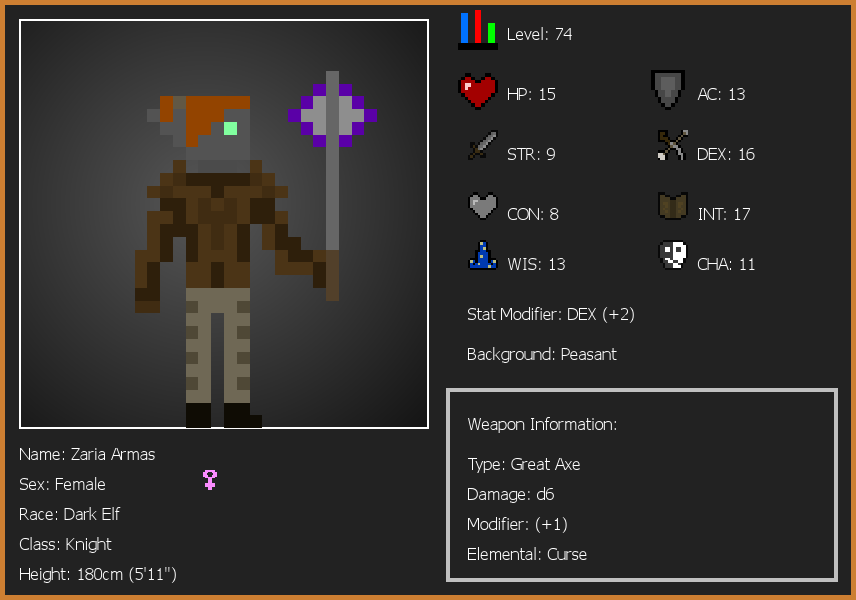 Level: 74
HP: 15
AC: 13
STR: 9
DEX: 16
CON: 8
INT: 17
WIS: 13
CHA: 11
Stat Modifier: DEX (+2)
Background: Peasant
Weapon Information:
Type: Great Axe
Damage: d6
Modifier: (+1)
Elemental: Curse
Name: Zaria Armas
Sex: Female
Race: Dark Elf
Class: Knight
Height: 180cm (5'11")